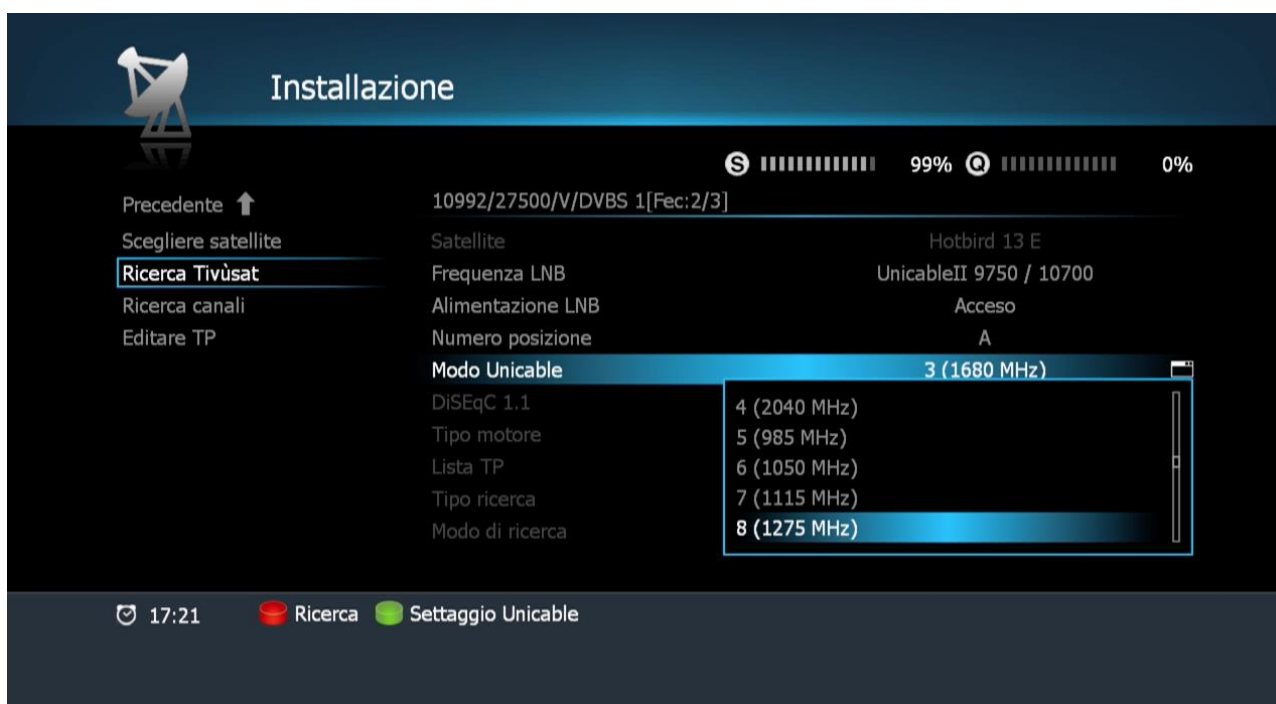 Installazione
S 99% Q 0%
Precedente
10992/27500/V/DVBS 1[Fec:2/3]
Scegliere satellite
Satellite Hotbird 13 E
Ricerca Tivùsat
Frequenza LNB UnicableII 9750 / 10700
Ricerca canali
Alimentazione LNB Acceso
Editare TP
Numero posizione A
Modo Unicable 3 (1680 MHz)
DiSEqC 1.1
4 (2040 MHz)
Tipo motore
5 (985 MHz)
Lista TP
6 (1050 MHz)
Tipo ricerca
7 (1115 MHz)
Modo di ricerca
8 (1275 MHz)
17:21 Ricerca Settaggio Unicable